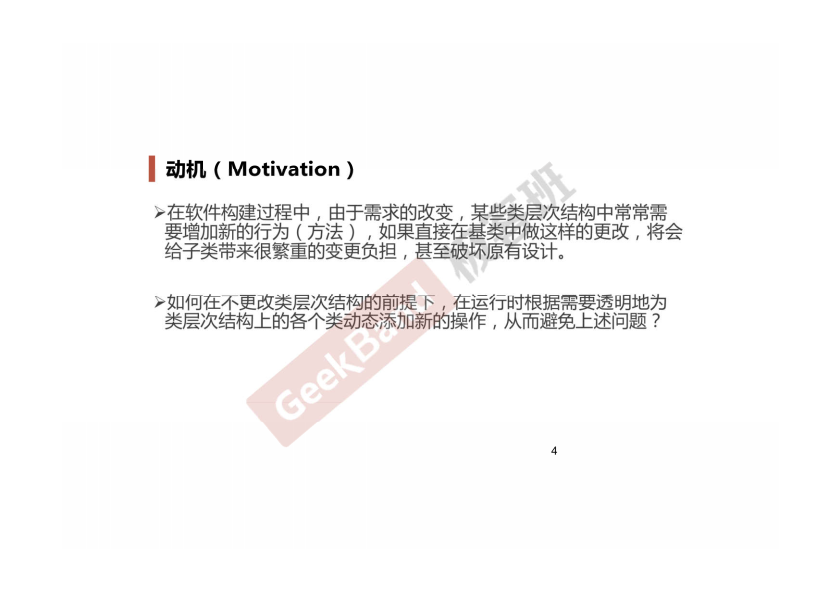 动机（Motivation）
➢在软件构建过程中，由于需求的改变，某些类层次结构中常常需
要增加新的行为（方法），如果直接在基类中做这样的更改，将会
给子类带来很繁重的变更负担，甚至破坏原有设计。
➢如何在不更改类层次结构的前提下，在运行时根据需要透明地为
类层次结构上的各个类动态添加新的操作，从而避免上述问题？
GeekBand
4